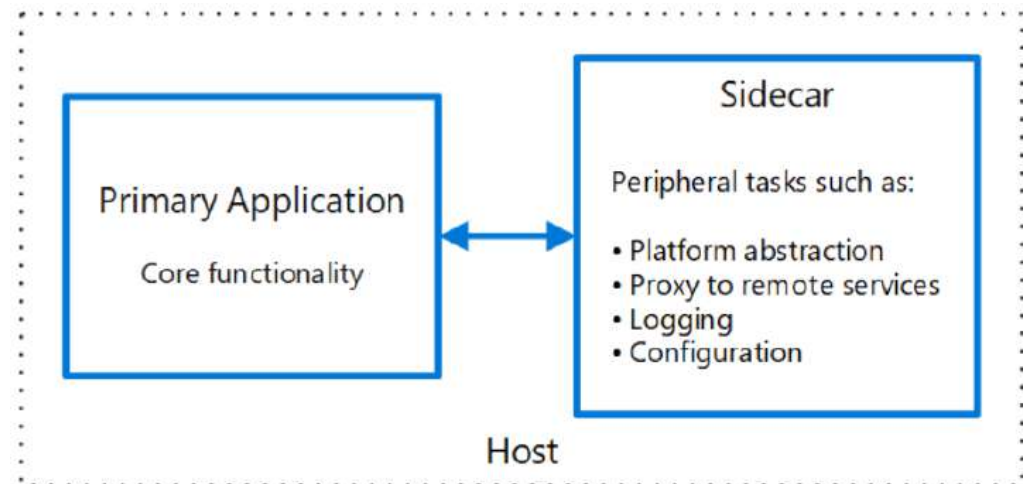 Primary Application
Core functionality
Sidecar
Peripheral tasks such as:
• Platform abstraction
• Proxy to remote services
• Logging
• Configuration
Host